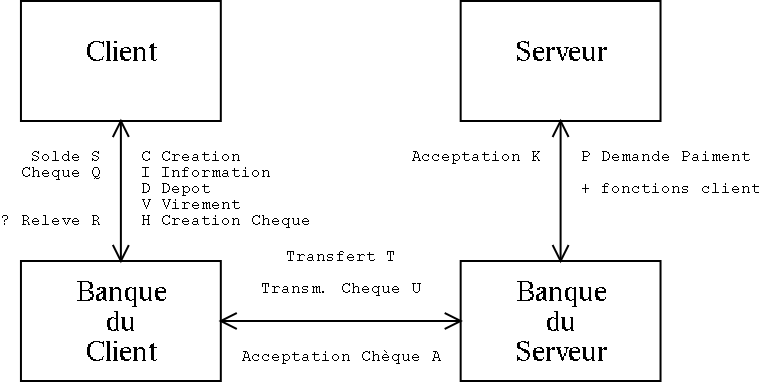 Client
Serveur
Solde S
Cheque Q
? Releve R
C Creation
I Information
D Depot
V Virement
H Creation Cheque
Acceptation K
P Demande Paiment
+ fonctions client
Transfert T
Transm. Cheque U
Acceptation Chèque A
Banque
du
Client
Banque
du
Serveur